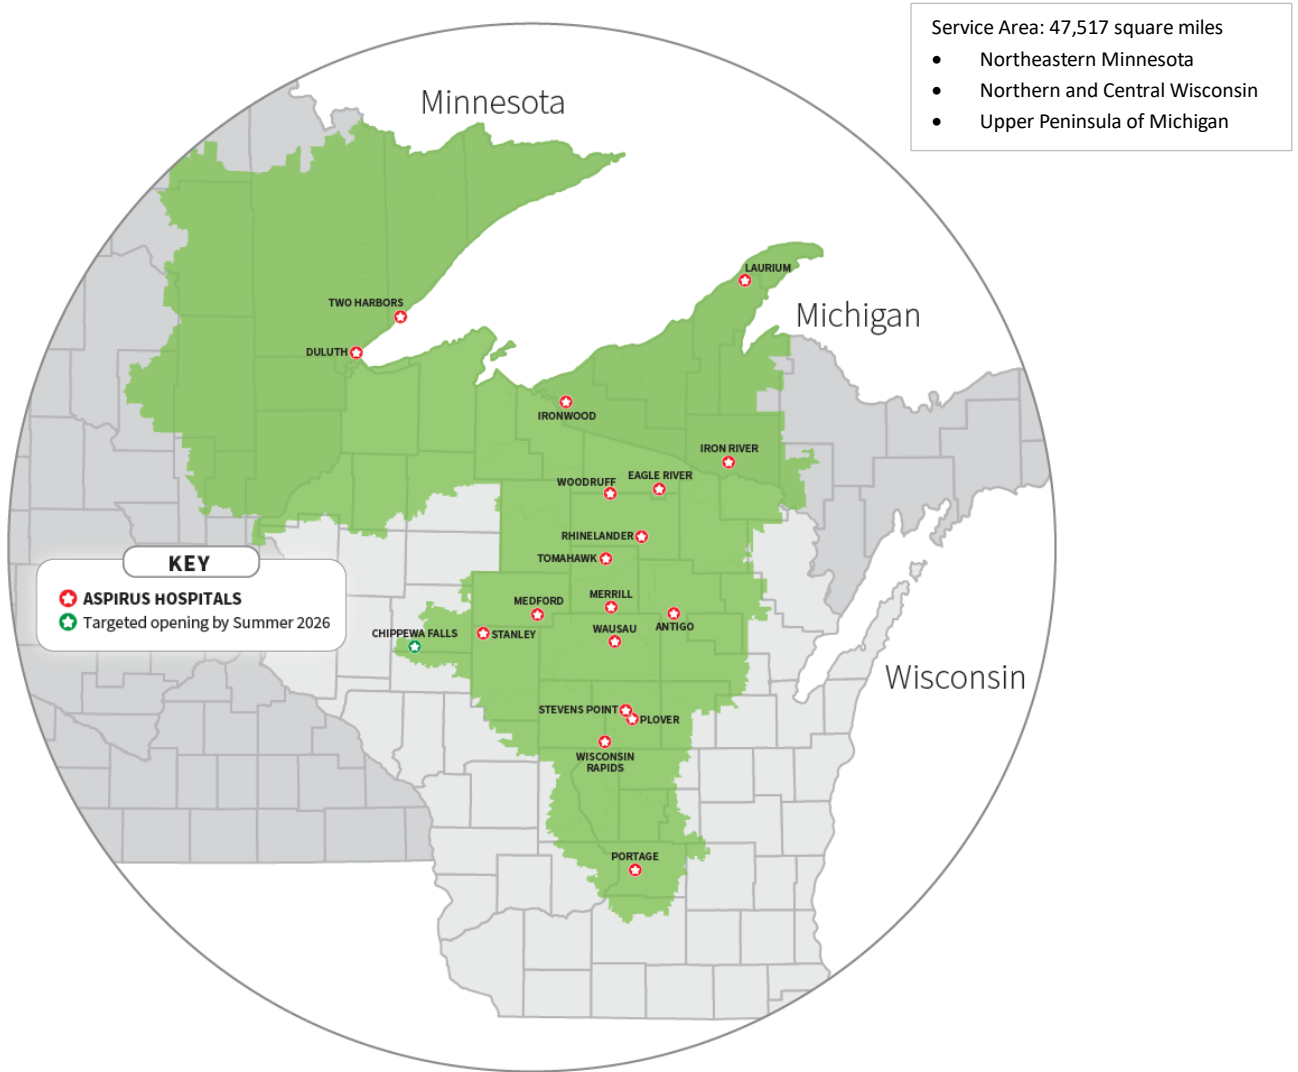 Service Area: 47,517 square miles
• Northeastern Minnesota
• Northern and Central Wisconsin
• Upper Peninsula of Michigan
Minnesota
LAURIUM
TWO HARBORS
Michigan
DULUTH
IRONWOOD
IRON RIVER
EAGLE RIVER
WOODRUFF
RHINELANDER
TOMAHAWK
KEY
ASPIRUS HOSPITALS
Targeted opening by Summer 2026
MERRILL
MEDFORD
ANTIGO
WAUSAU
CHIPPEWA FALLS
STANLEY
Wisconsin
STEVENS POINT
PLOVER
WISCONSIN
RAPIDS
PORTAGE